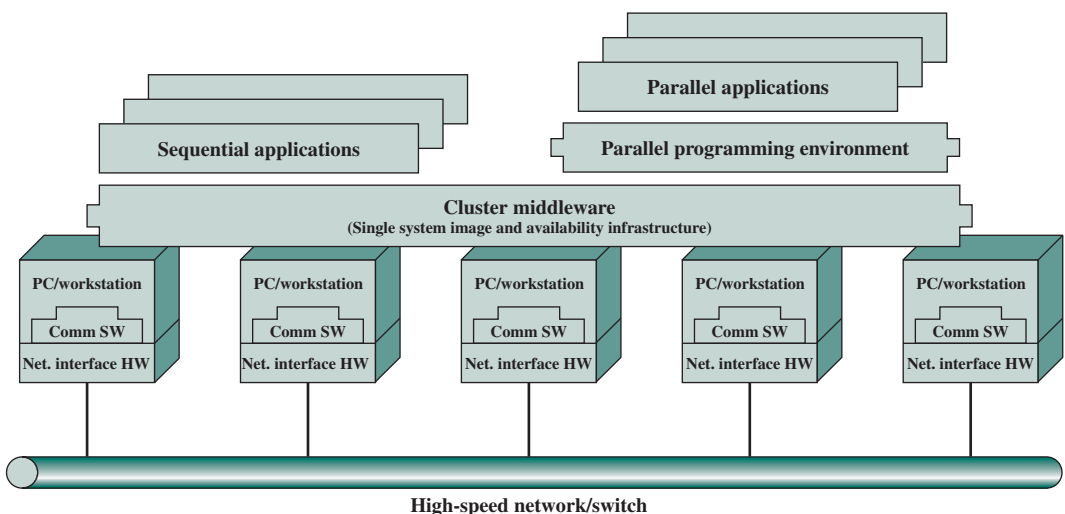 Parallel applications
Sequential applications
Parallel programming environment
Cluster middleware
(Single system image and availability infrastructure)
PC/workstation
Comm SW
Net. interface HW
PC/workstation
Comm SW
Net. interface HW
PC/workstation
Comm SW
Net. interface HW
PC/workstation
Comm SW
Net. interface HW
PC/workstation
Comm SW
Net. interface HW
High-speed network/switch